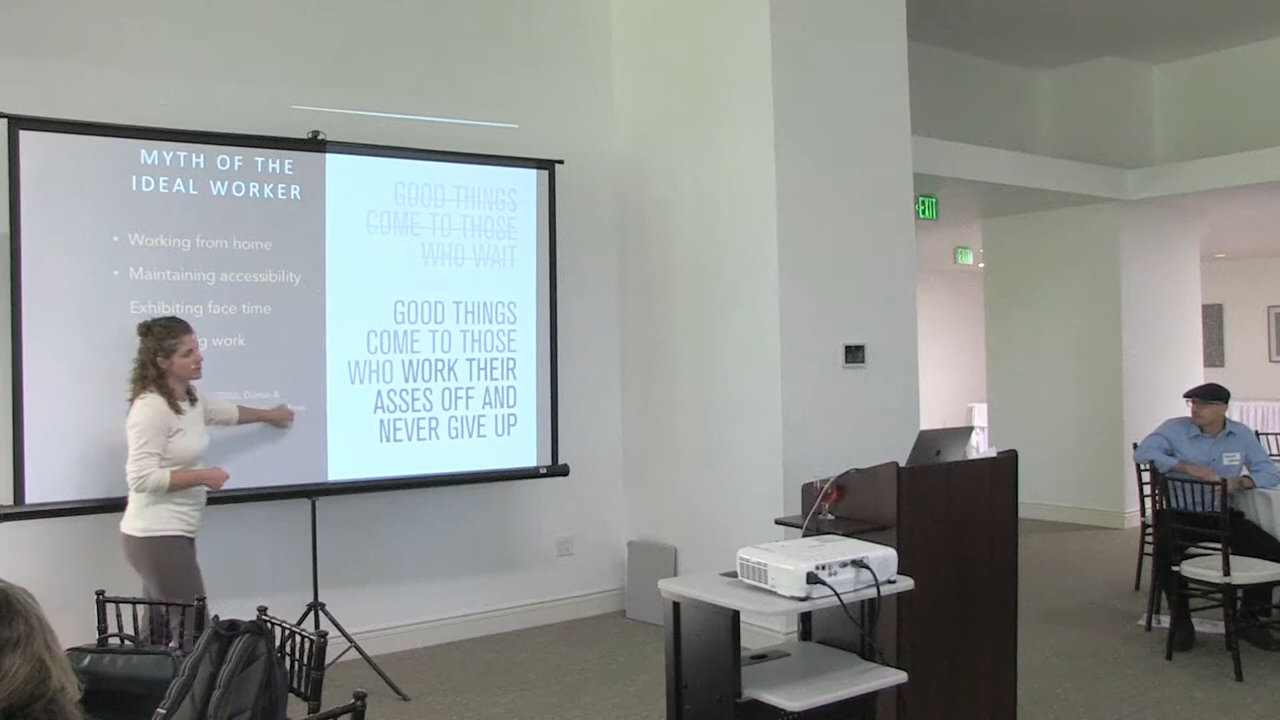 MYTH OF THE
IDEAL WORKER
• Working from home
• Maintaining accessibility
Exhibiting face time
work
GOOD THINGS
COME TO THOSE
WHO WAIT
GOOD THINGS
COME TO THOSE
WHO WORK THEIR
ASSES OFF AND
NEVER GIVE UP
EXIT
EXIT